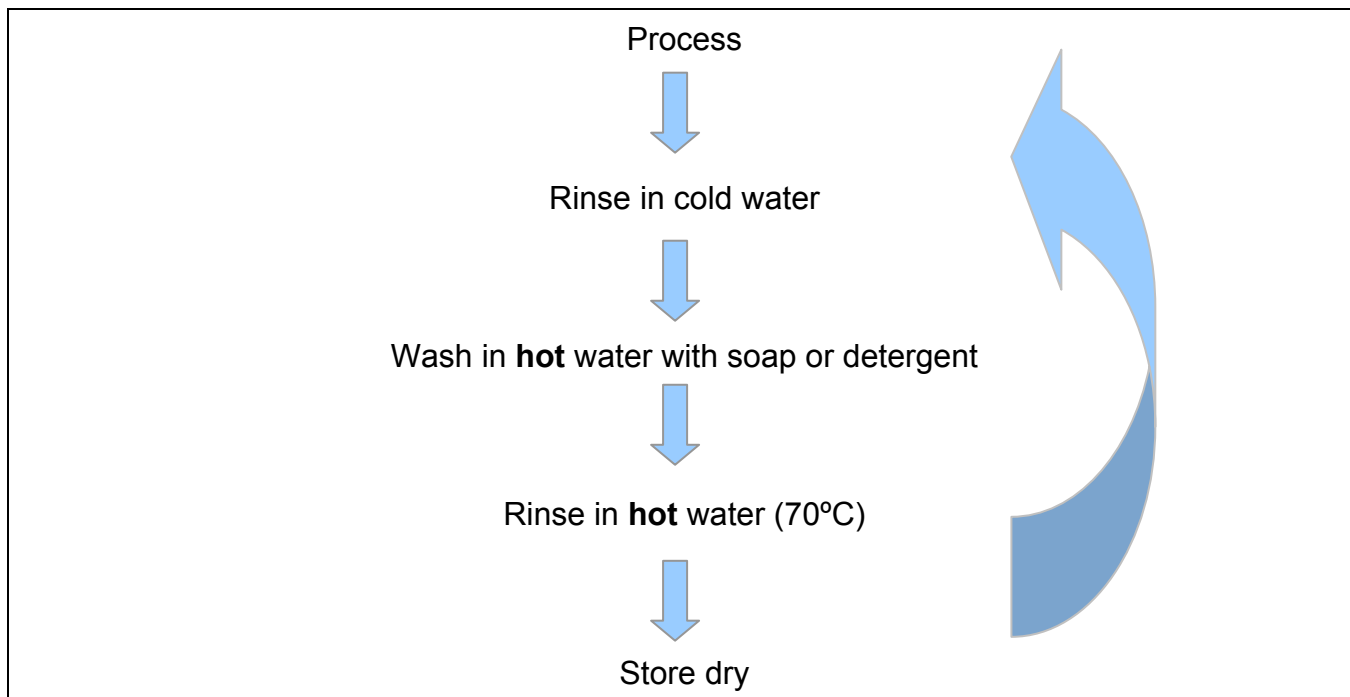 Process
Rinse in cold water
Wash in hot water with soap or detergent
Rinse in hot water (70ºC)
Store dry